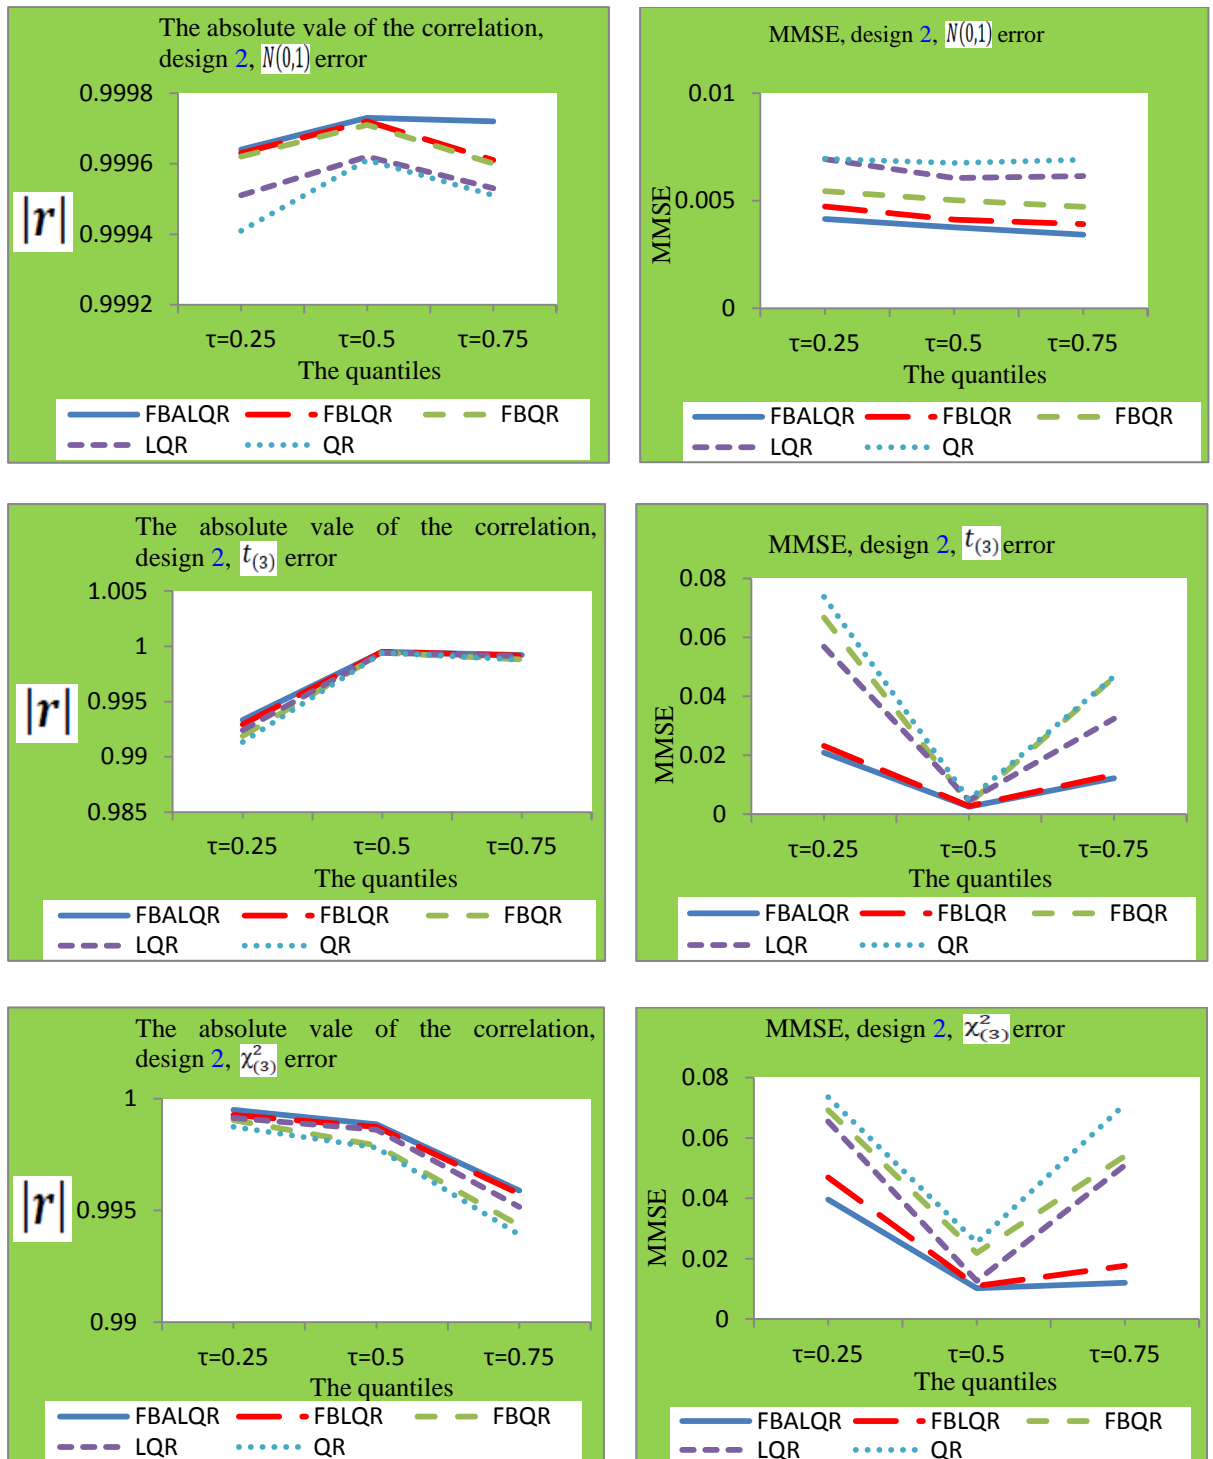 The absolute vale of the correlation,
design 2, N(0,1) error
0.9998
0.9996
0.9994
0.9992
|r|
τ=0.25 τ=0.5 τ=0.75
The quantiles
FBALQR FBLQR FBQR
LQR QR
MMSE, design 2, N(0,1) error
0.01
0.005
0
MMSE
τ=0.25 τ=0.5 τ=0.75
The quantiles
FBALQR FBLQR FBQR
LQR QR
The absolute vale of the correlation,
design 2, t(3) error
1.005
1
0.995
0.99
0.985
|r|
τ=0.25 τ=0.5 τ=0.75
The quantiles
FBALQR FBLQR FBQR
LQR QR
MMSE, design 2, t(3) error
0.08
0.06
0.04
0.02
0
MMSE
τ=0.25 τ=0.5 τ=0.75
The quantiles
FBALQR FBLQR FBQR
LQR QR
The absolute vale of the correlation,
design 2, χ²(3) error
1
0.995
0.99
|r|
τ=0.25 τ=0.5 τ=0.75
The quantiles
FBALQR FBLQR FBQR
LQR QR
MMSE, design 2, χ²(3) error
0.08
0.06
0.04
0.02
0
MMSE
τ=0.25 τ=0.5 τ=0.75
The quantiles
FBALQR FBLQR FBQR
LQR QR